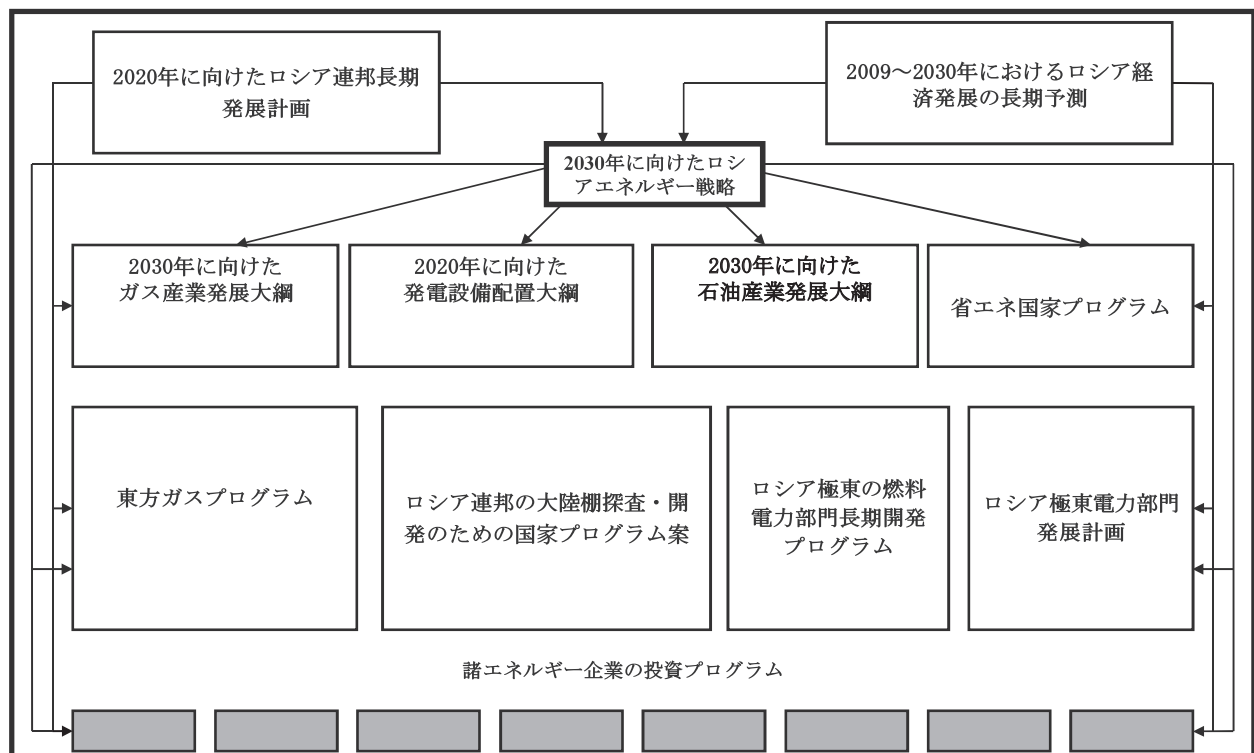 2020年に向けたロシア連邦長期
発展計画
2009～2030年におけるロシア経
済発展の長期予測
2030年に向けたロシ
アエネルギー戦略
2030年に向けた
ガス産業発展大綱
2020年に向けた
発電設備配置大綱
2030年に向けた
石油産業発展大綱
省エネ国家プログラム
東方ガスプログラム
ロシア連邦の大陸棚探査・開
発のための国家プログラム案
ロシア極東の燃料
電力部門長期開発
プログラム
ロシア極東電力部門
発展計画
諸エネルギー企業の投資プログラム